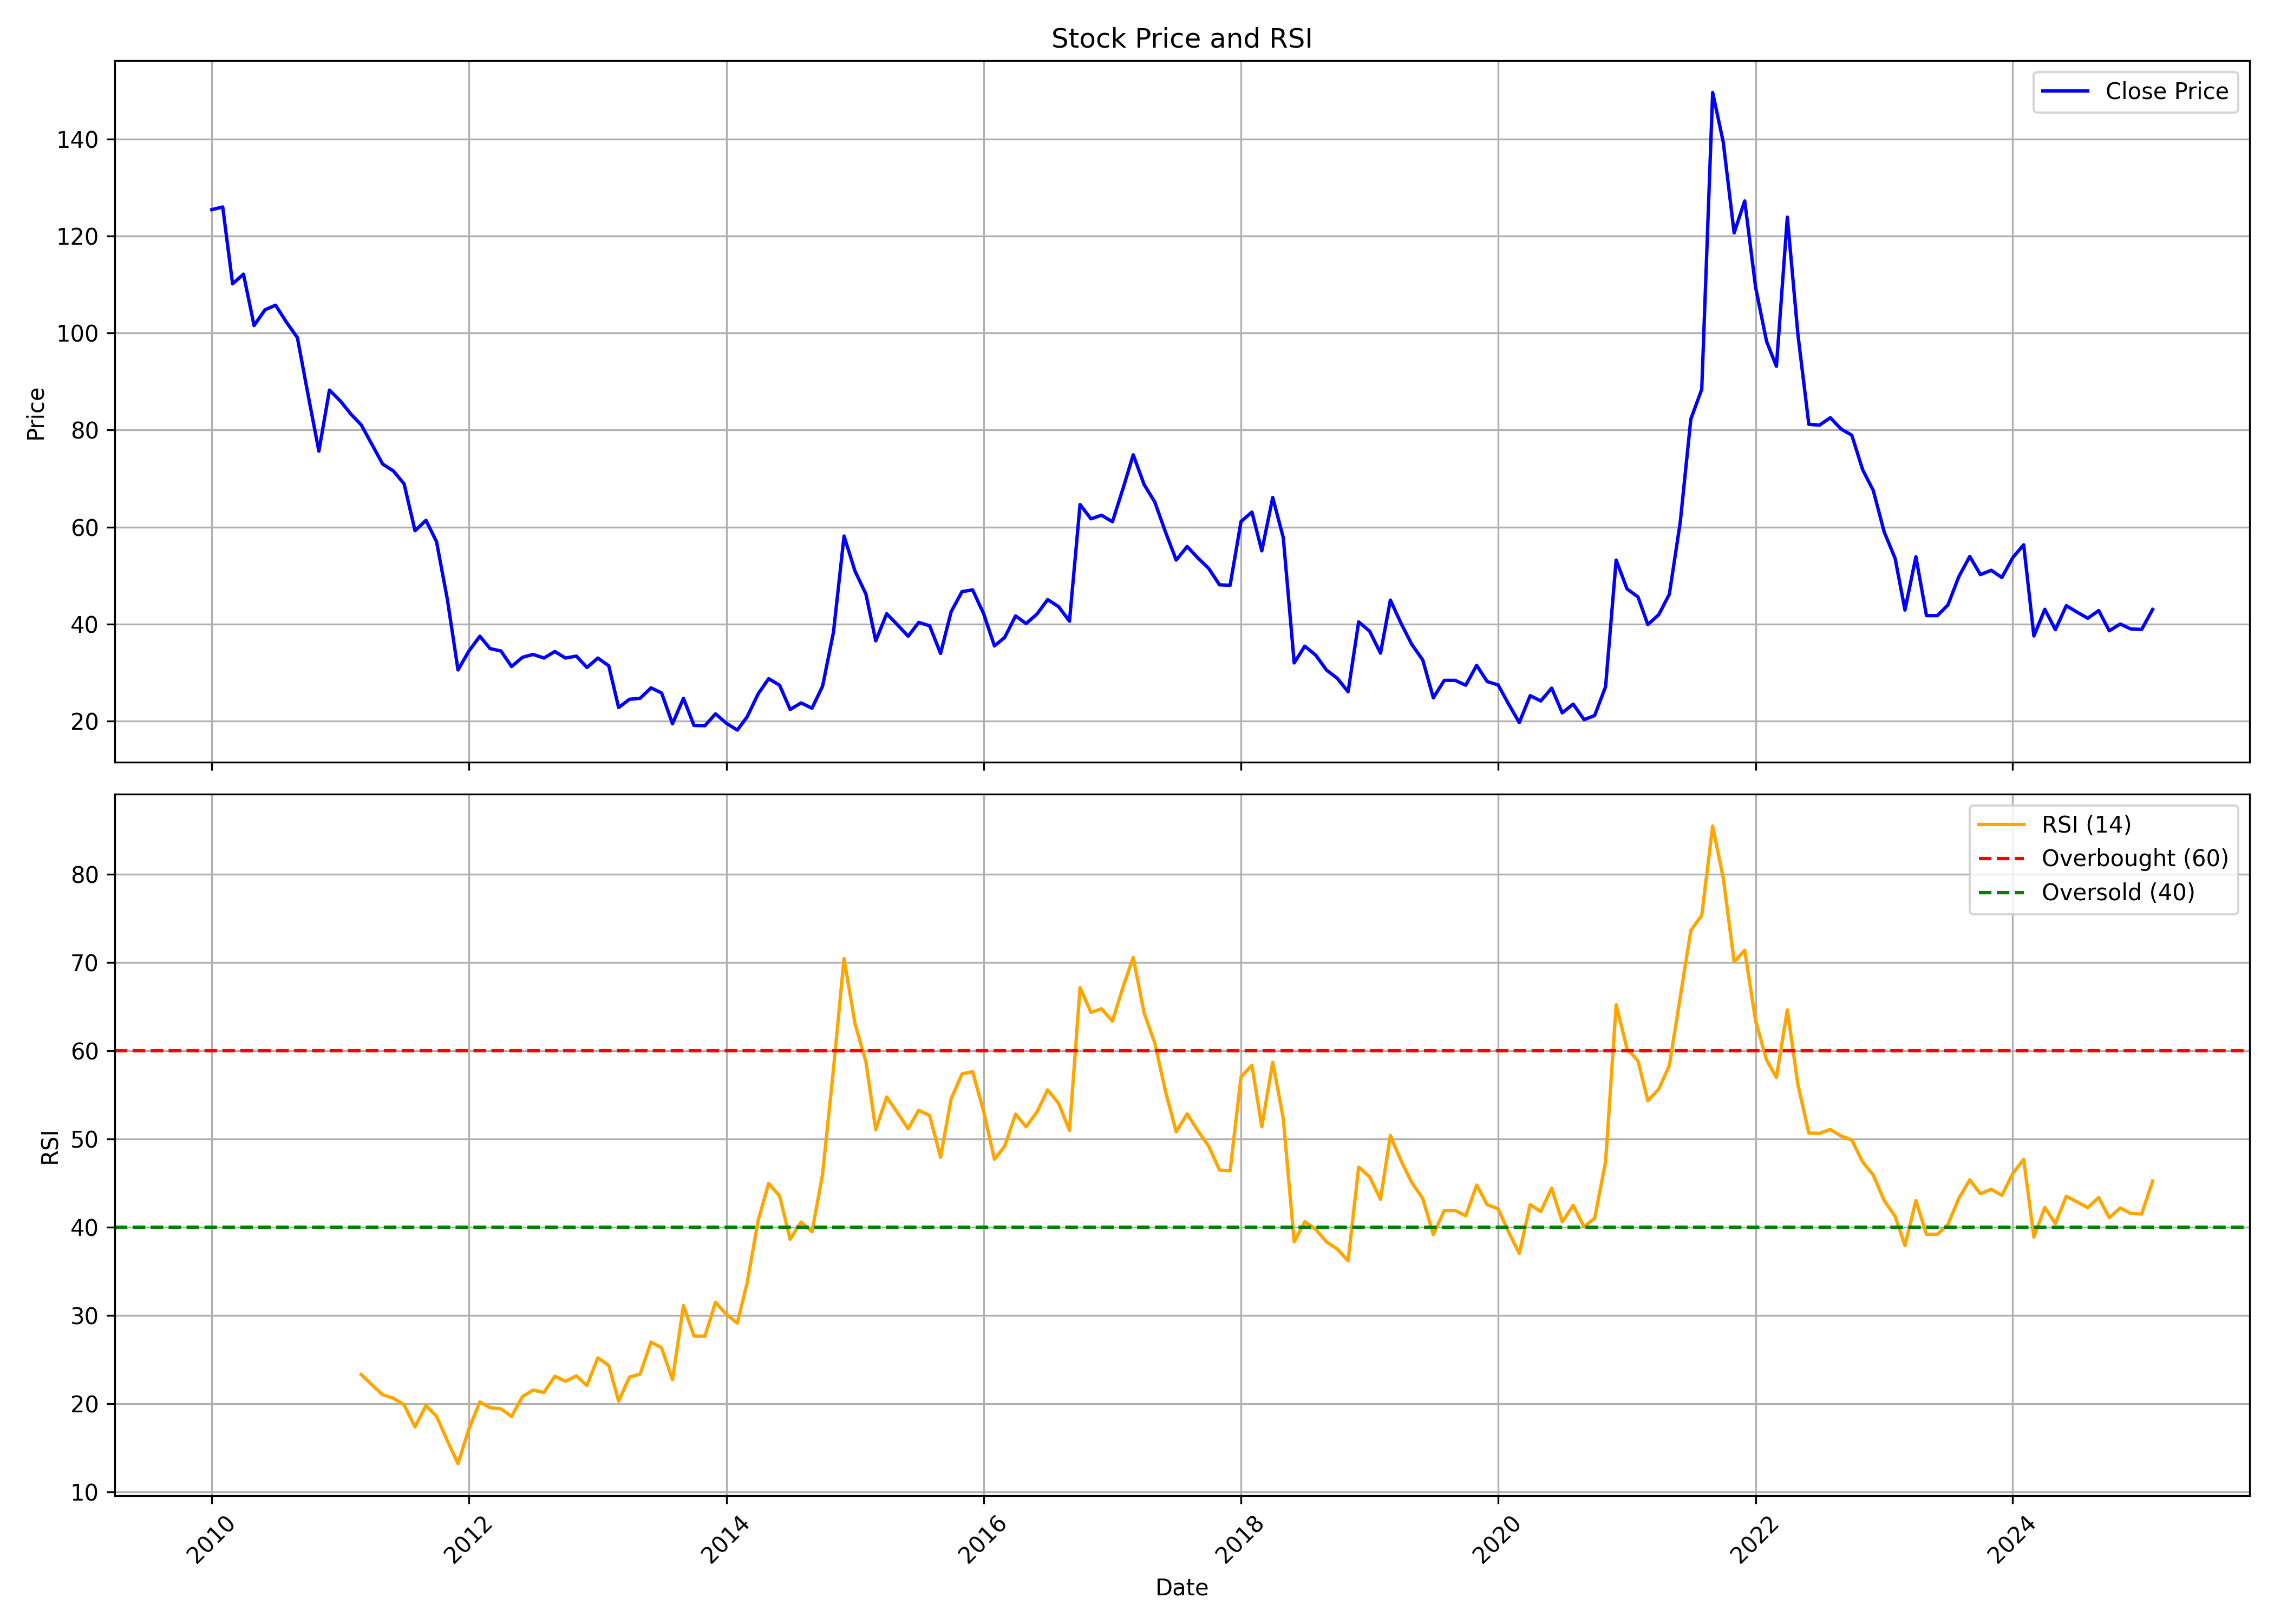 Stock Price and RSI
Close Price
Price
140
120
100
80
60
40
20
RSI (14)
Overbought (60)
Oversold (40)
RSI
80
70
60
50
40
30
20
10
2010 2012 2014 2016 2018 2020 2022 2024
Date